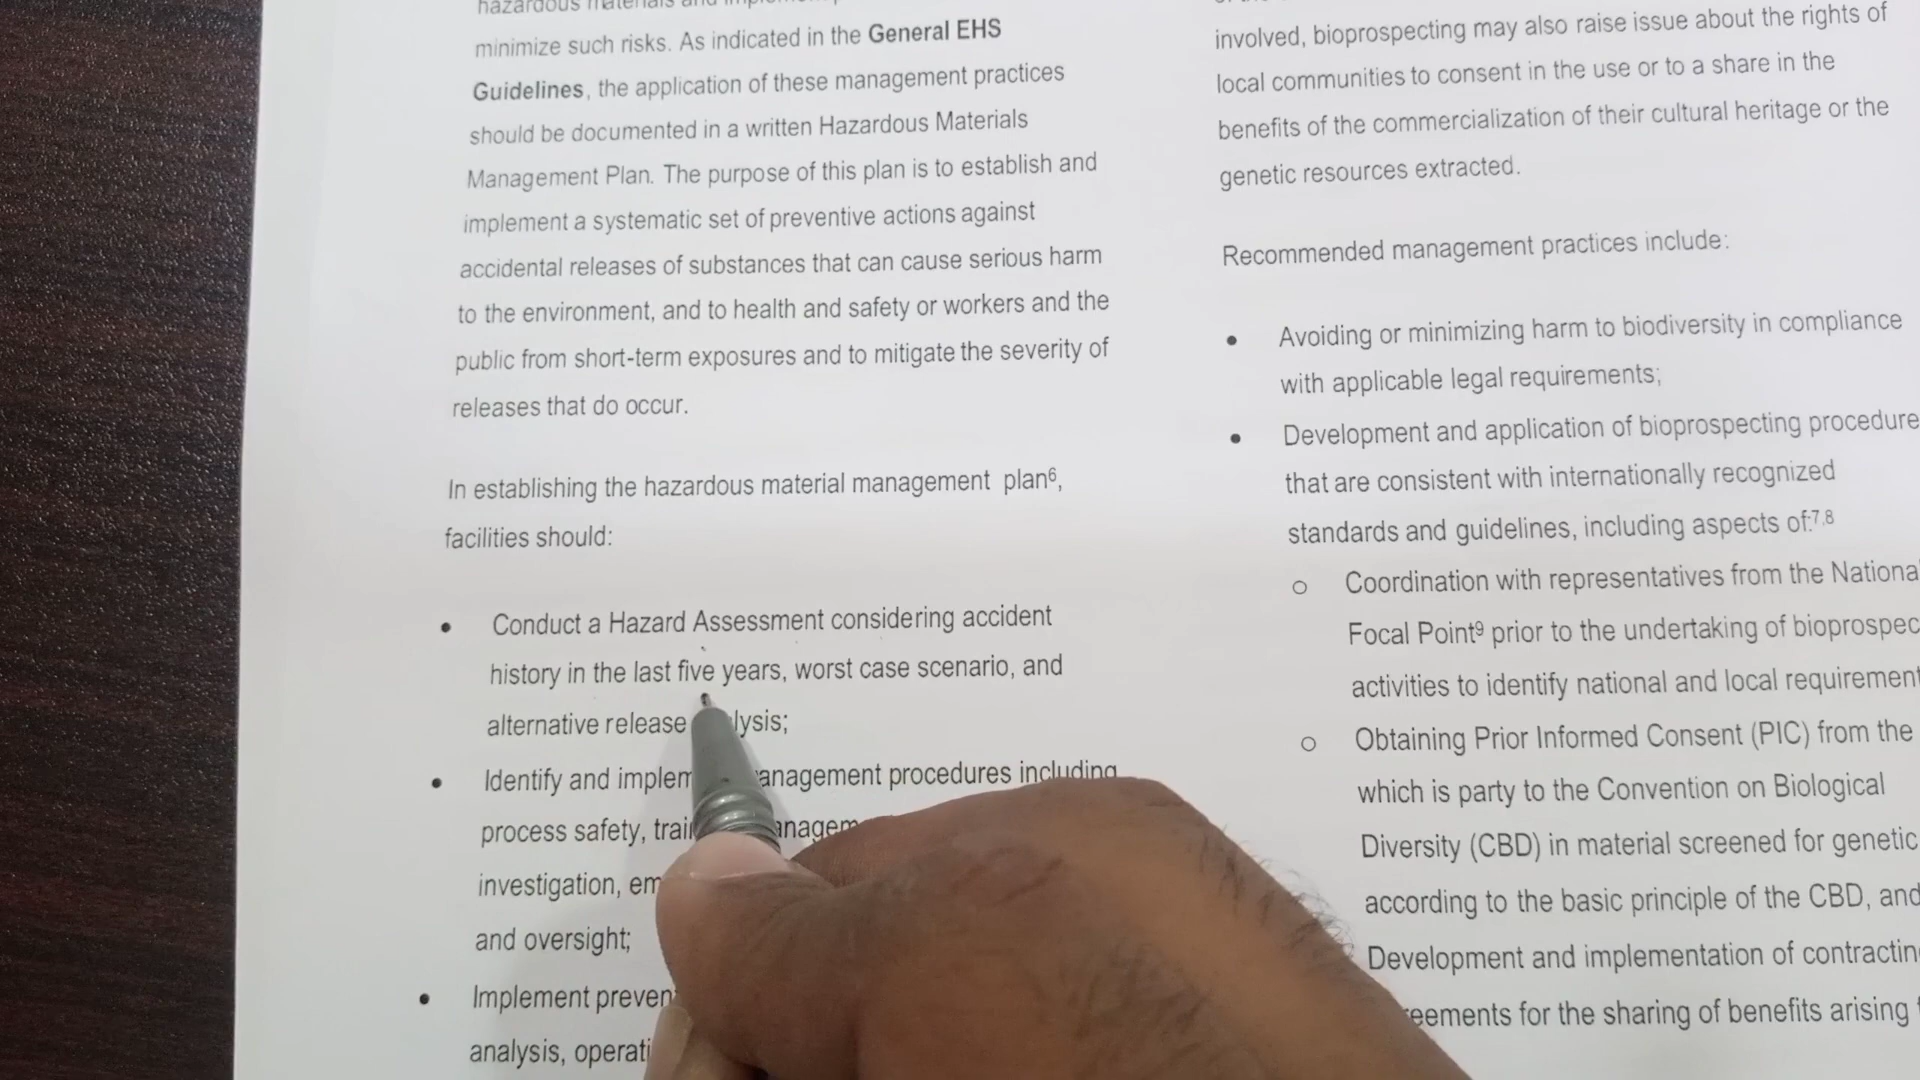 hazardous materials and
minimize such risks. As indicated in the General EHS
Guidelines, the application of these management practices
should be documented in a written Hazardous Materials
Management Plan. The purpose of this plan is to establish and
implement a systematic set of preventive actions against
accidental releases of substances that can cause serious harm
to the environment, and to health and safety or workers and the
public from short-term exposures and to mitigate the severity of
releases that do occur.
In establishing the hazardous material management plan6,
facilities should:
• Conduct a Hazard Assessment considering accident
history in the last five years, worst case scenario, and
alternative release lysis;
• Identify and implem anagement procedures including
process safety, trai anagem
investigation, em
and oversight;
• Implement preven
analysis, operati
involved, bioprospecting may also raise issue about the rights of
local communities to consent in the use or to a share in the
benefits of the commercialization of their cultural heritage or the
genetic resources extracted.
Recommended management practices include:
• Avoiding or minimizing harm to biodiversity in compliance
with applicable legal requirements;
• Development and application of bioprospecting procedure
that are consistent with internationally recognized
standards and guidelines, including aspects of:7,8
o Coordination with representatives from the Nationa
Focal Point9 prior to the undertaking of bioprospec
activities to identify national and local requirement
o Obtaining Prior Informed Consent (PIC) from the
which is party to the Convention on Biological
Diversity (CBD) in material screened for genetic
according to the basic principle of the CBD, and
Development and implementation of contractin
reements for the sharing of benefits arising